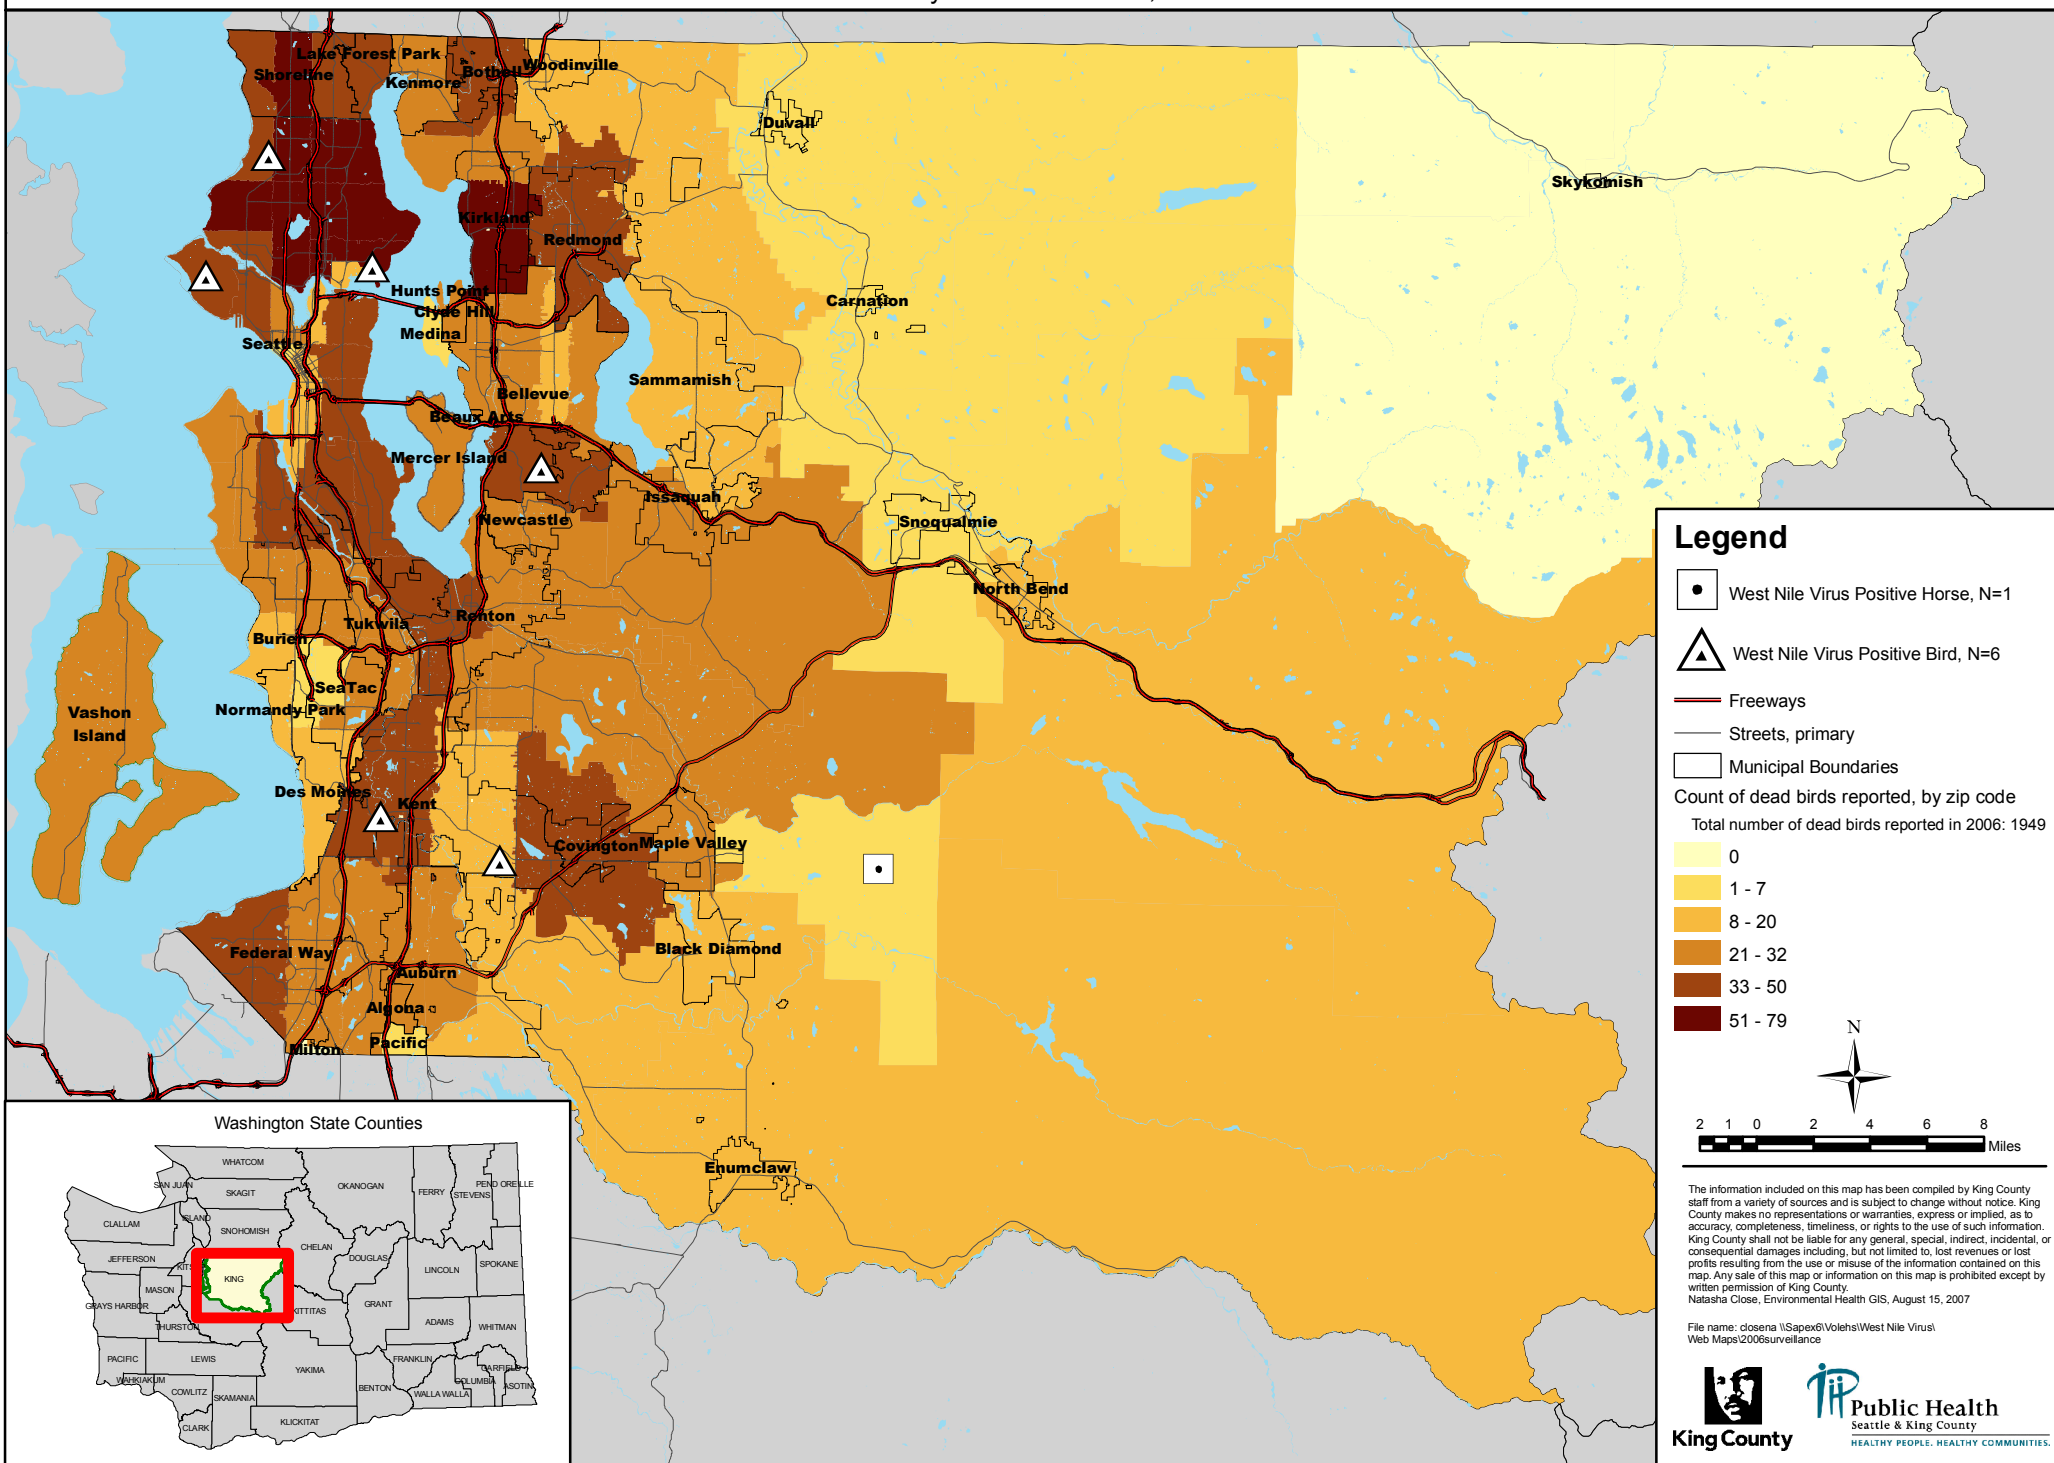 Lake Forest Park
Shoreline
Kenmore
Bothell
Woodinville
Duvall
Skykomish
Kirkland
Redmond
Hunts Point
Clyde Hill
Medina
Carnation
Seattle
Sammamish
Bellevue
Beaux Arts
Mercer Island
Issaquah
Newcastle
Snoqualmie
North Bend
Renton
Tukwila
Burien
SeaTac
Normandy Park
Vashon
Island
Des Moines
Kent
Covington
Maple Valley
Black Diamond
Federal Way
Auburn
Algona
Pacific
Milton
Enumclaw
Legend
West Nile Virus Positive Horse, N=1
West Nile Virus Positive Bird, N=6
Freeways
Streets, primary
Municipal Boundaries
Count of dead birds reported, by zip code
Total number of dead birds reported in 2006: 1949
0
1 - 7
8 - 20
21 - 32
33 - 50
51 - 79
N
2 1 0 2 4 6 8
Miles
The information included on this map has been compiled by King County
staff from a variety of sources and is subject to change without notice. King
County makes no representations or warranties, express or implied, as to
accuracy, completeness, timeliness, or rights to the use of such information.
King County shall not be liable for any general, special, indirect, incidental, or
consequential damages including, but not limited to, lost revenues or lost
profits resulting from the use or misuse of the information contained on this
map. Any sale of this map or information on this map is prohibited except by
written permission of King County.
Natasha Close, Environmental Health GIS, August 15, 2007
File name: closena \\Sapex6\Volehs\West Nile Virus\
Web Maps\2006surveillance
King County
Public Health
Seattle & King County
HEALTHY PEOPLE. HEALTHY COMMUNITIES.
Washington State Counties
WHATCOM
SAN JUAN
SKAGIT
OKANOGAN
FERRY
STEVENS
PEND OREILLE
CLALLAM
ISLAND
SNOHOMISH
CHELAN
JEFFERSON
DOUGLAS
KING
LINCOLN
SPOKANE
MASON
GRAYS HARBOR
KITTITAS
GRANT
THURSTON
ADAMS
WHITMAN
PACIFIC
LEWIS
YAKIMA
FRANKLIN
GARFIELD
WAHKIAKUM
COWLITZ
SKAMANIA
BENTON
WALLA WALLA
COLUMBIA
ASOTIN
CLARK
KLICKITAT